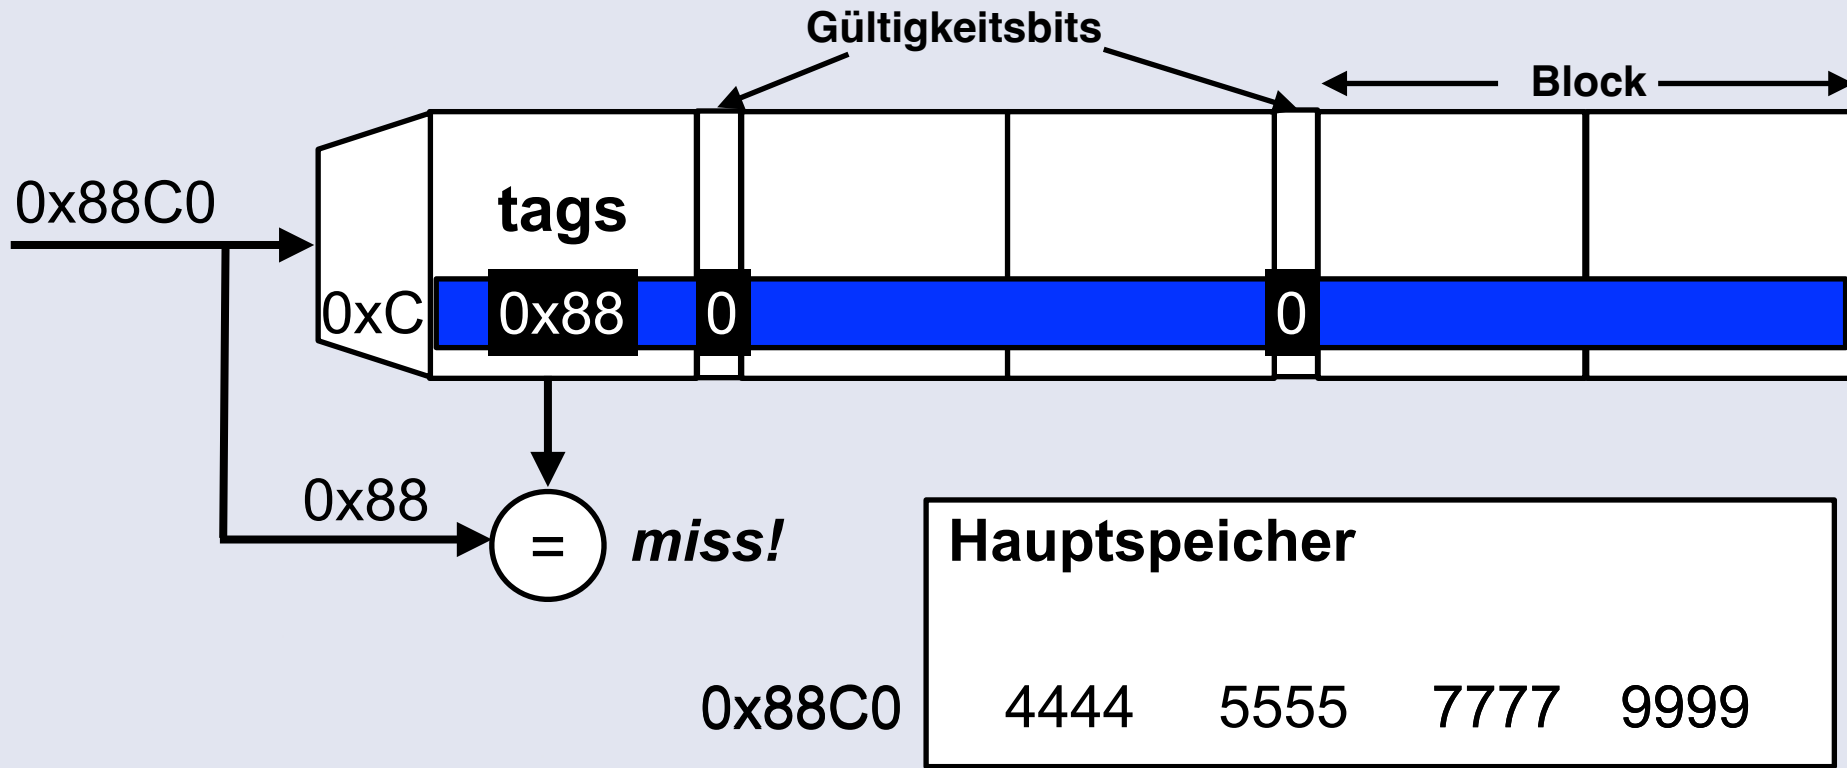 Gültigkeitsbits
Block
0x88C0
tags
0xC 0x88 0 0
0x88
= miss!
Hauptspeicher
0x88C0 4444 5555 7777 9999